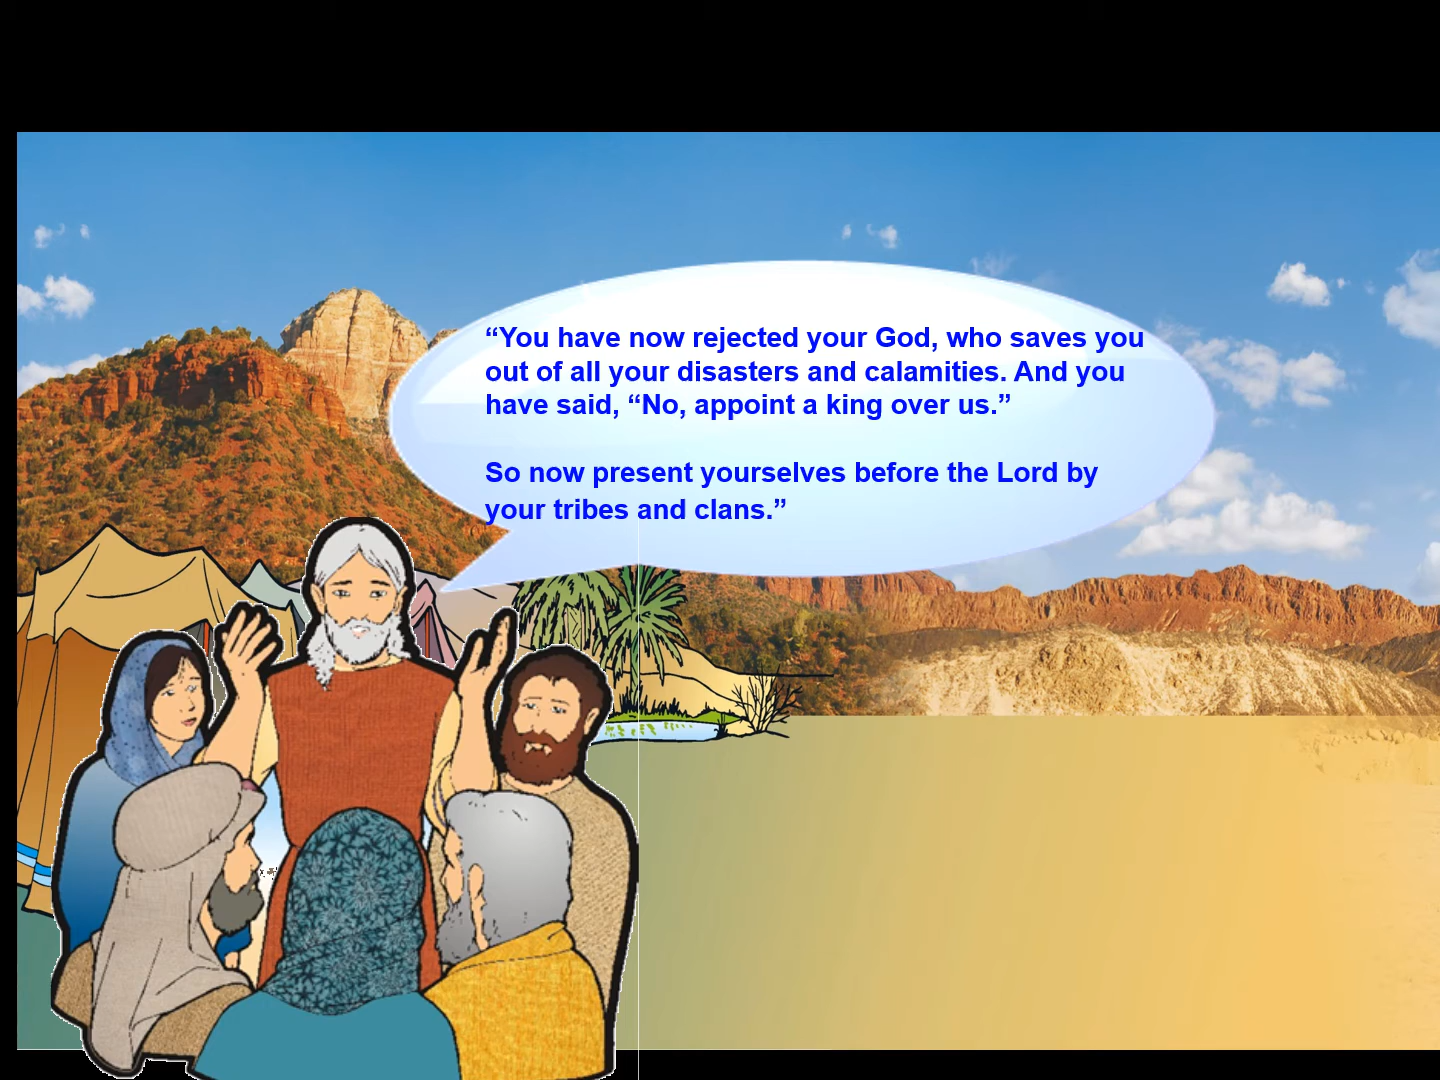 “You have now rejected your God, who saves you
out of all your disasters and calamities. And you
have said, “No, appoint a king over us.”
So now present yourselves before the Lord by
your tribes and clans.”